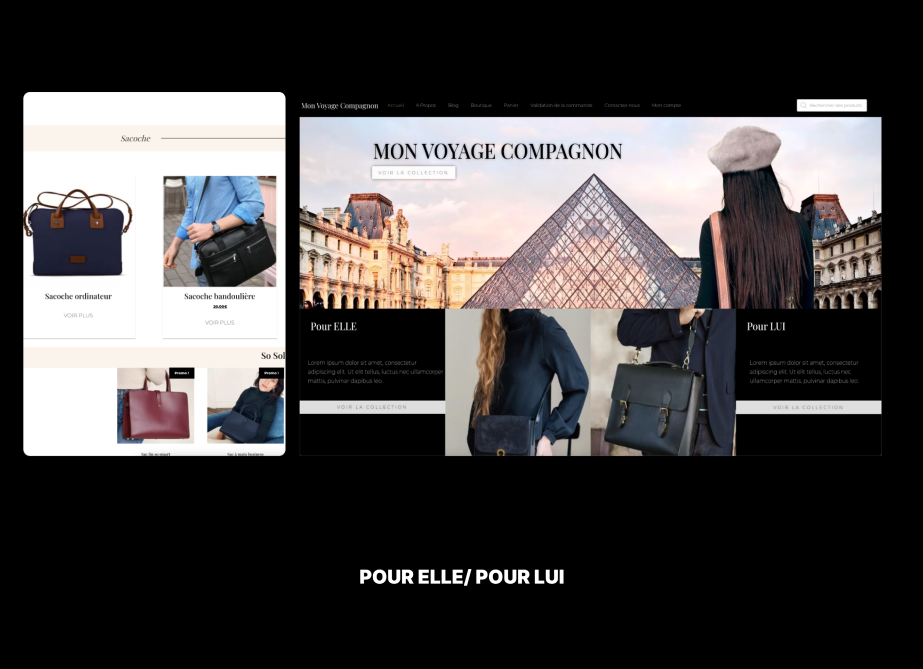 Sacoche
Sacoche ordinateur
VOIR PLUS
Sacoche bandoulière
39,99€
VOIR PLUS
So Sol
Promo !
Promo !
Mon Voyage Compagnon
Accueil
A Propos
Blog
Boutique
Panier
Validation de la commande
Contactez-nous
Mon compte
Rechercher des produits
MON VOYAGE COMPAGNON
VOIR LA COLLECTION
Pour ELLE
Lorem ipsum dolor sit amet, consectetur
adipiscing elit. Ut elit tellus, luctus nec ullamcorper
mattis, pulvinar dapibus leo.
VOIR LA COLLECTION
Pour LUI
Lorem ipsum dolor sit amet, consectetur
adipiscing elit. Ut elit tellus, luctus nec
ullamcorper mattis, pulvinar dapibus leo.
VOIR LA COLLECTION
POUR ELLE/ POUR LUI